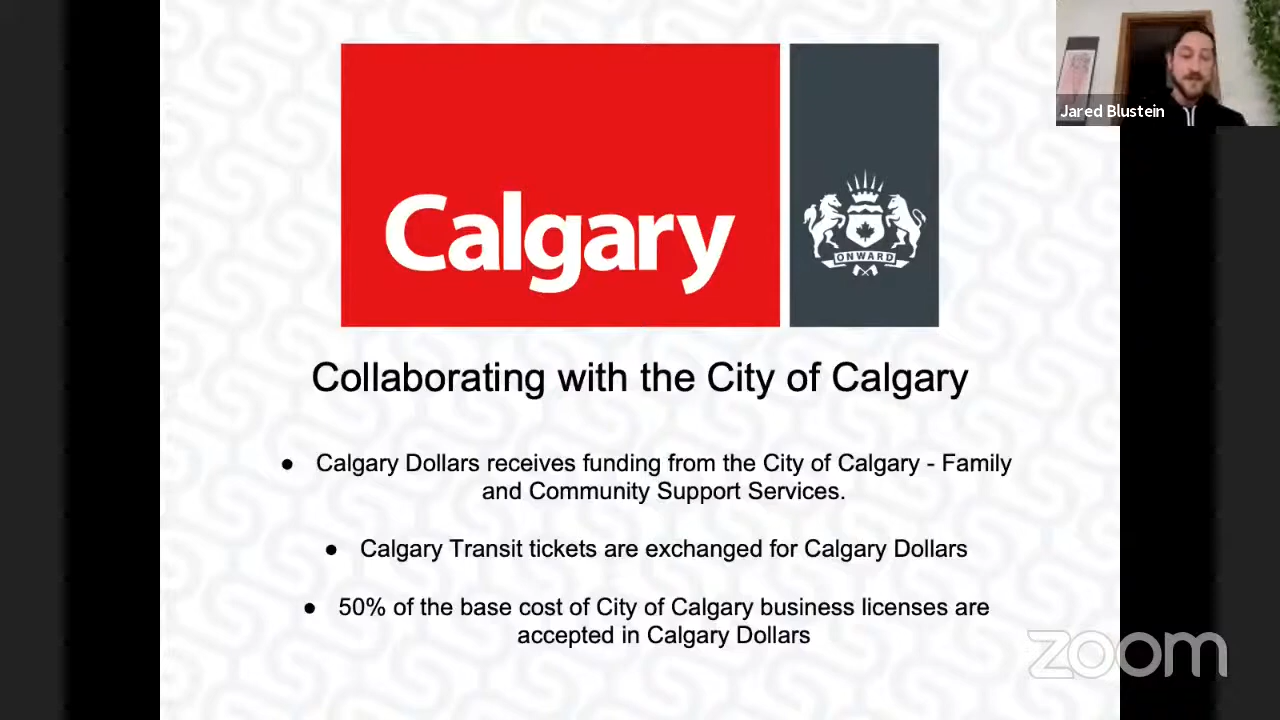 Jared Blustein
Calgary
ONWARD
Collaborating with the City of Calgary
● Calgary Dollars receives funding from the City of Calgary - Family
and Community Support Services.
● Calgary Transit tickets are exchanged for Calgary Dollars
● 50% of the base cost of City of Calgary business licenses are
accepted in Calgary Dollars
zoom